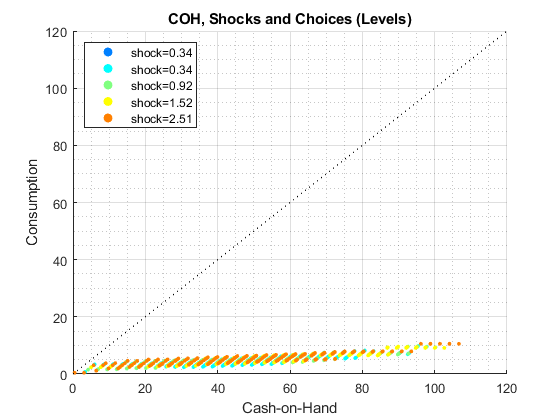 COH, Shocks and Choices (Levels)
120
100
80
60
40
20
0
Consumption
shock=0.34
shock=0.34
shock=0.92
shock=1.52
shock=2.51
0 20 40 60 80 100 120
Cash-on-Hand